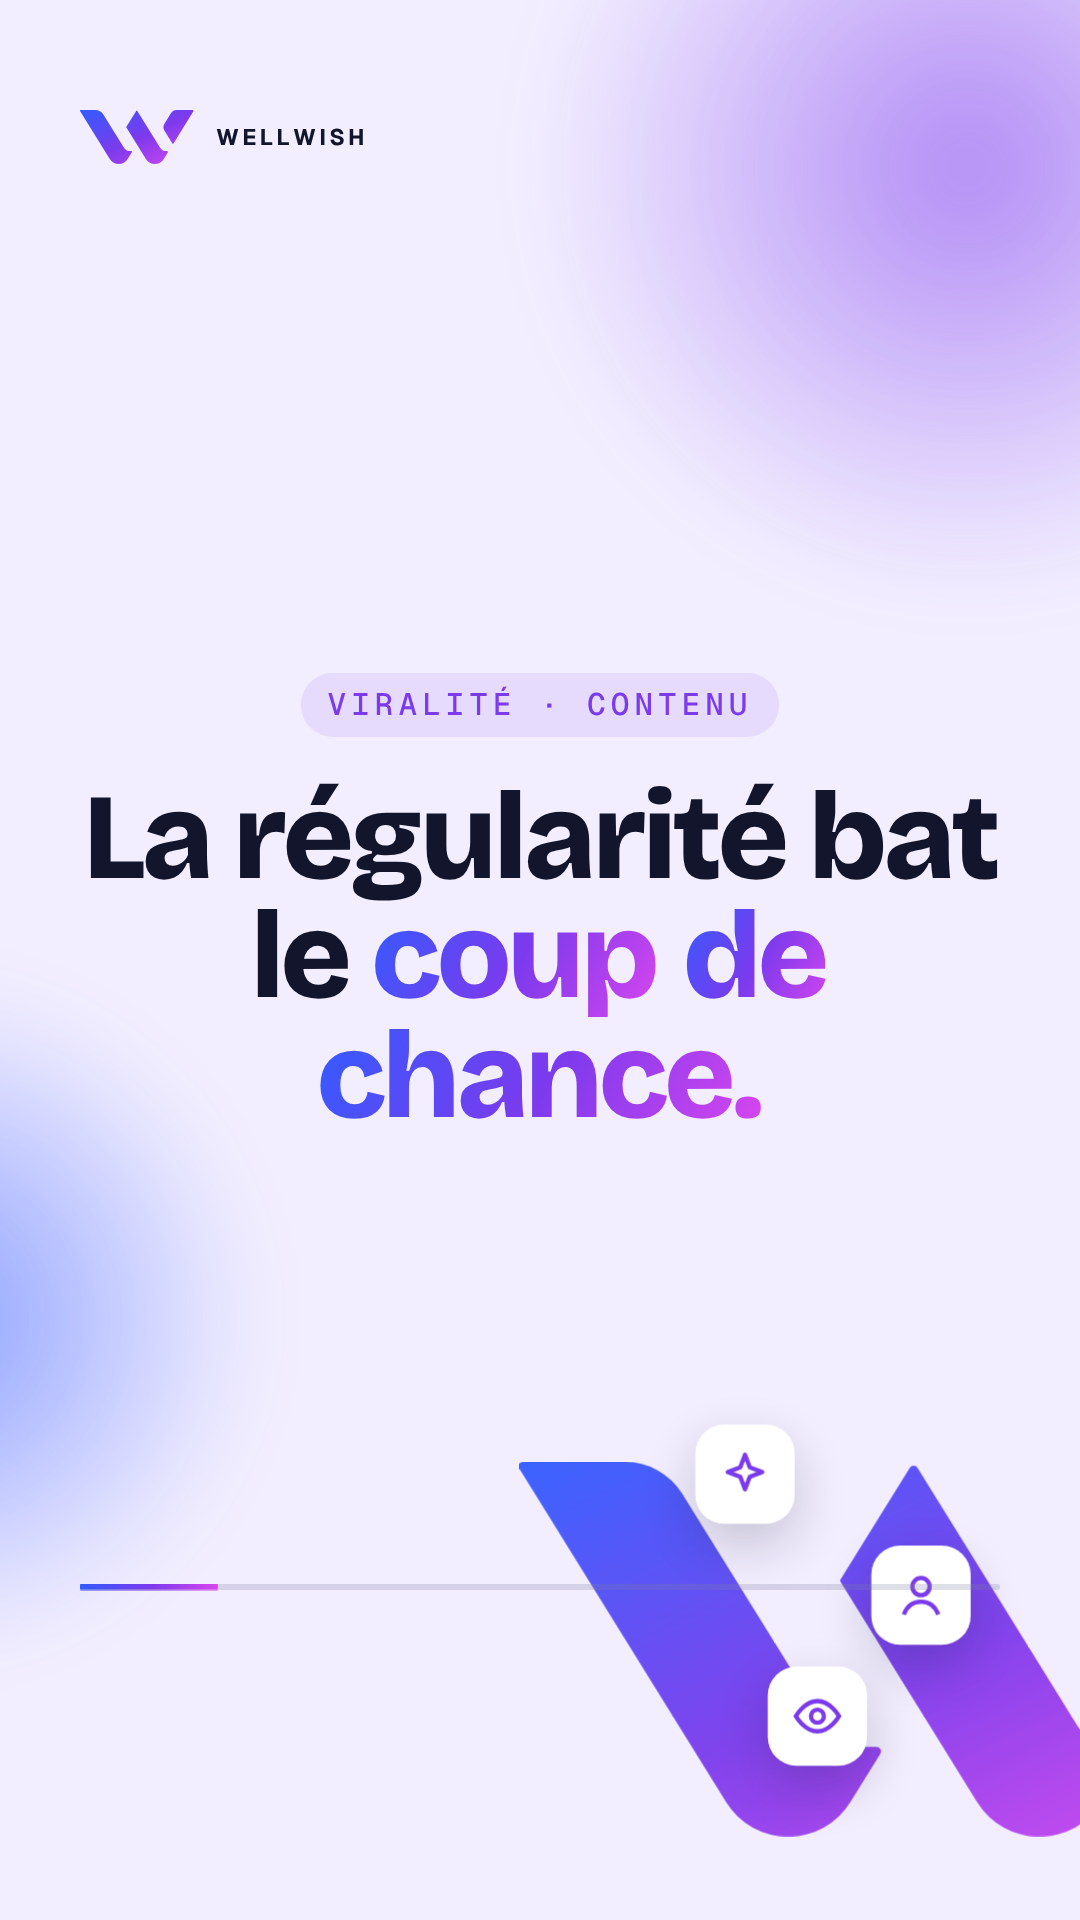 WELLWISH
VIRALITÉ · CONTENU
La régularité bat
le coup de
chance.